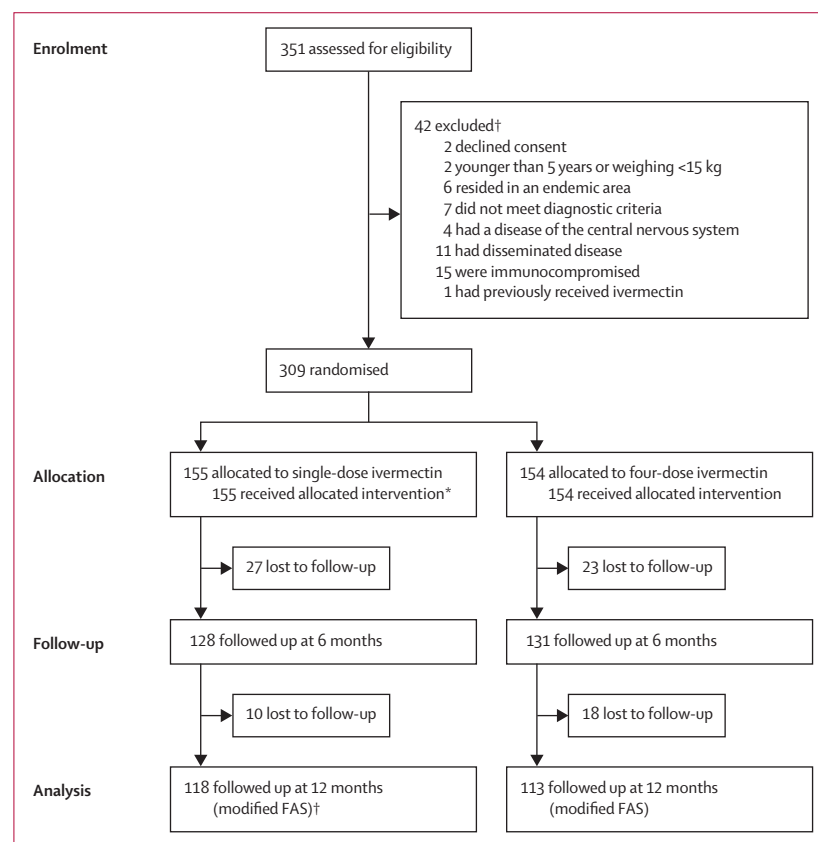 Enrolment
351 assessed for eligibility
42 excluded†
2 declined consent
2 younger than 5 years or weighing <15 kg
6 resided in an endemic area
7 did not meet diagnostic criteria
4 had a disease of the central nervous system
11 had disseminated disease
15 were immunocompromised
1 had previously received ivermectin
309 randomised
Allocation
155 allocated to single-dose ivermectin
155 received allocated intervention*
154 allocated to four-dose ivermectin
154 received allocated intervention
27 lost to follow-up
23 lost to follow-up
Follow-up
128 followed up at 6 months
131 followed up at 6 months
10 lost to follow-up
18 lost to follow-up
Analysis
118 followed up at 12 months
(modified FAS)†
113 followed up at 12 months
(modified FAS)